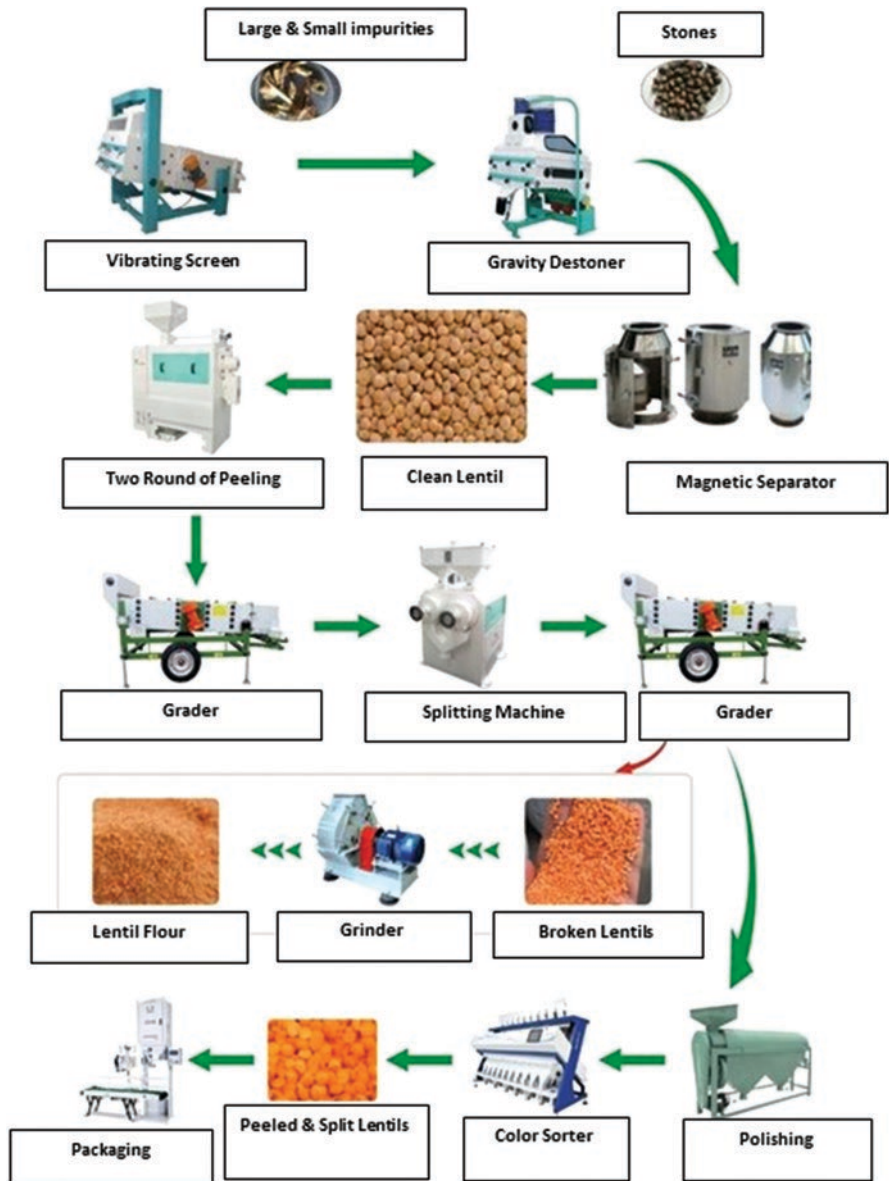 Large & Small impurities
Stones
Vibrating Screen
Gravity Destoner
Two Round of Peeling
Clean Lentil
Magnetic Separator
Grader
Splitting Machine
Grader
Lentil Flour
Grinder
Broken Lentils
Packaging
Peeled & Split Lentils
Color Sorter
Polishing